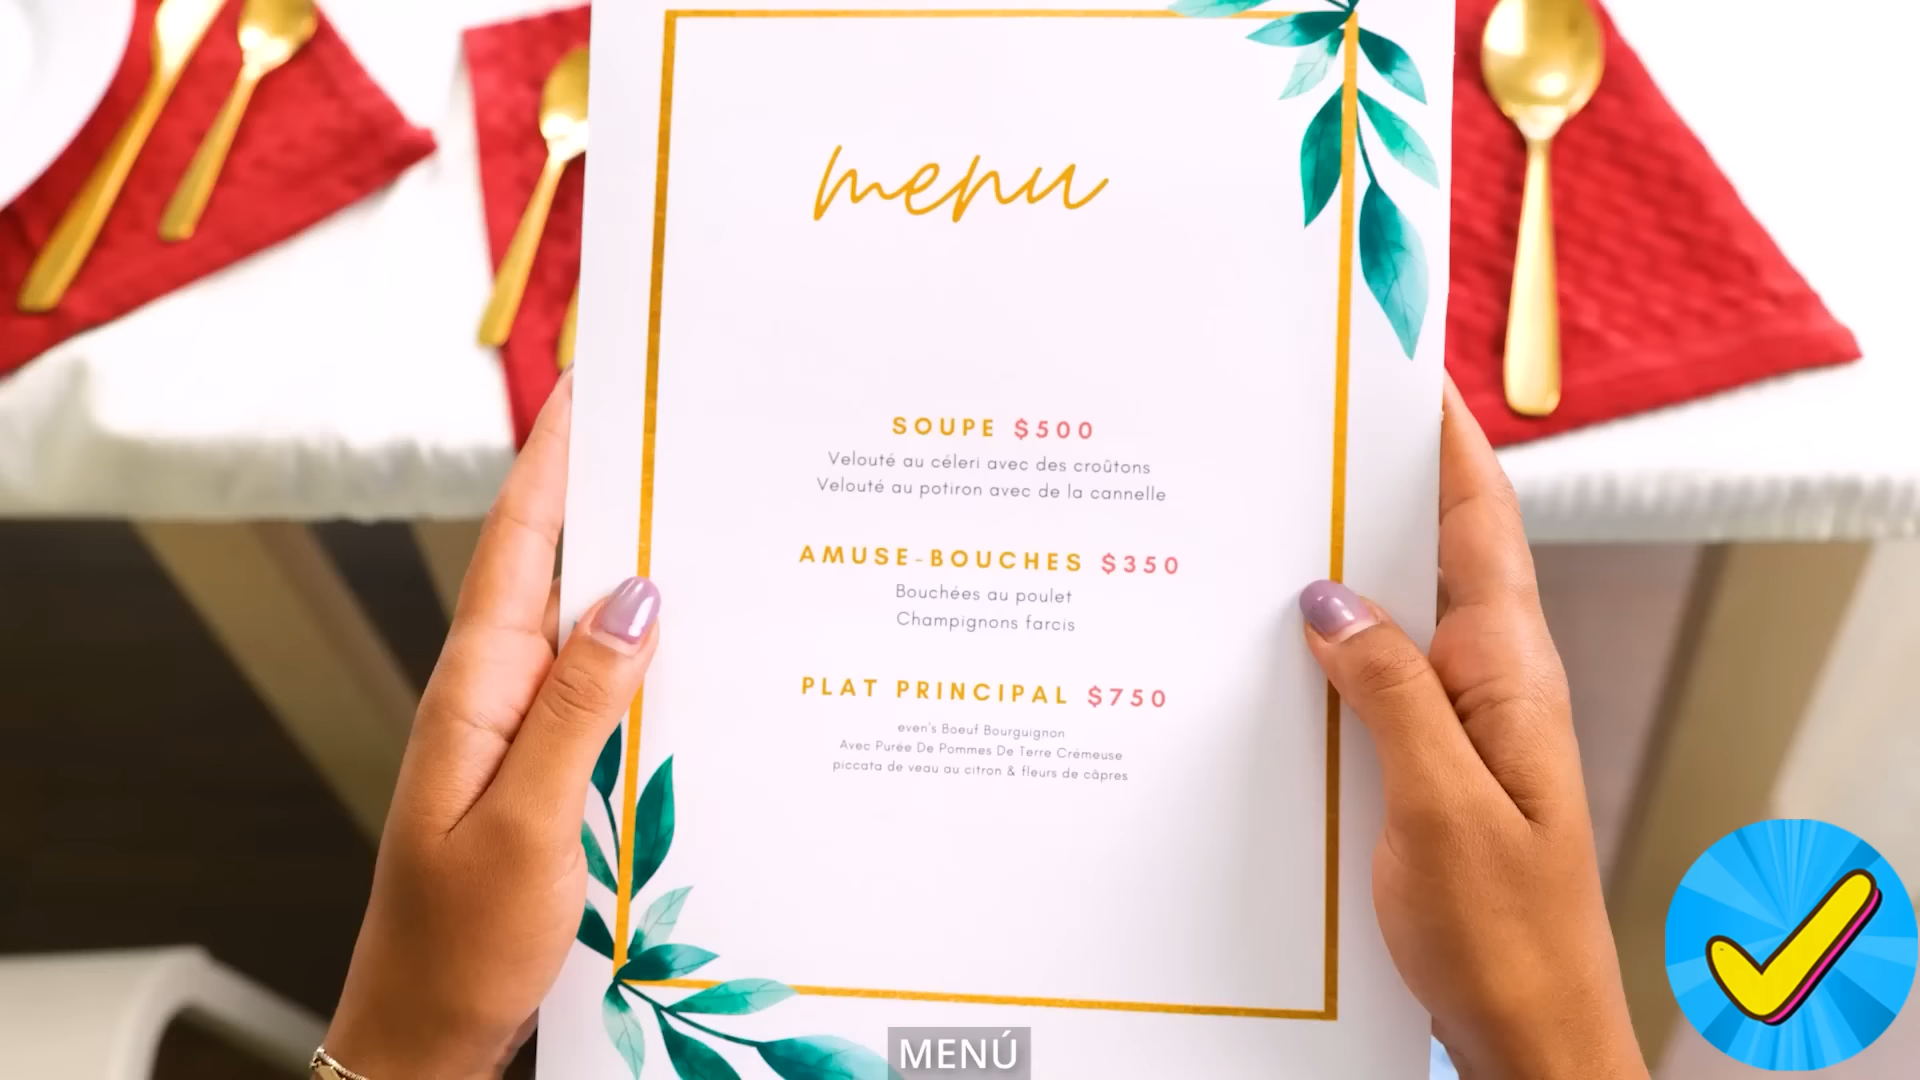 menu
SOUPE $500
Velouté au céleri avec des croûtons
Velouté au potiron avec de la cannelle
AMUSE-BOUCHES $350
Bouchées au poulet
Champignons farcis
PLAT PRINCIPAL $750
even's Boeuf Bourguignon
Avec Purée De Pommes De Terre Crémeuse
piccata de veau au citron & fleurs de câpres
MENÚ